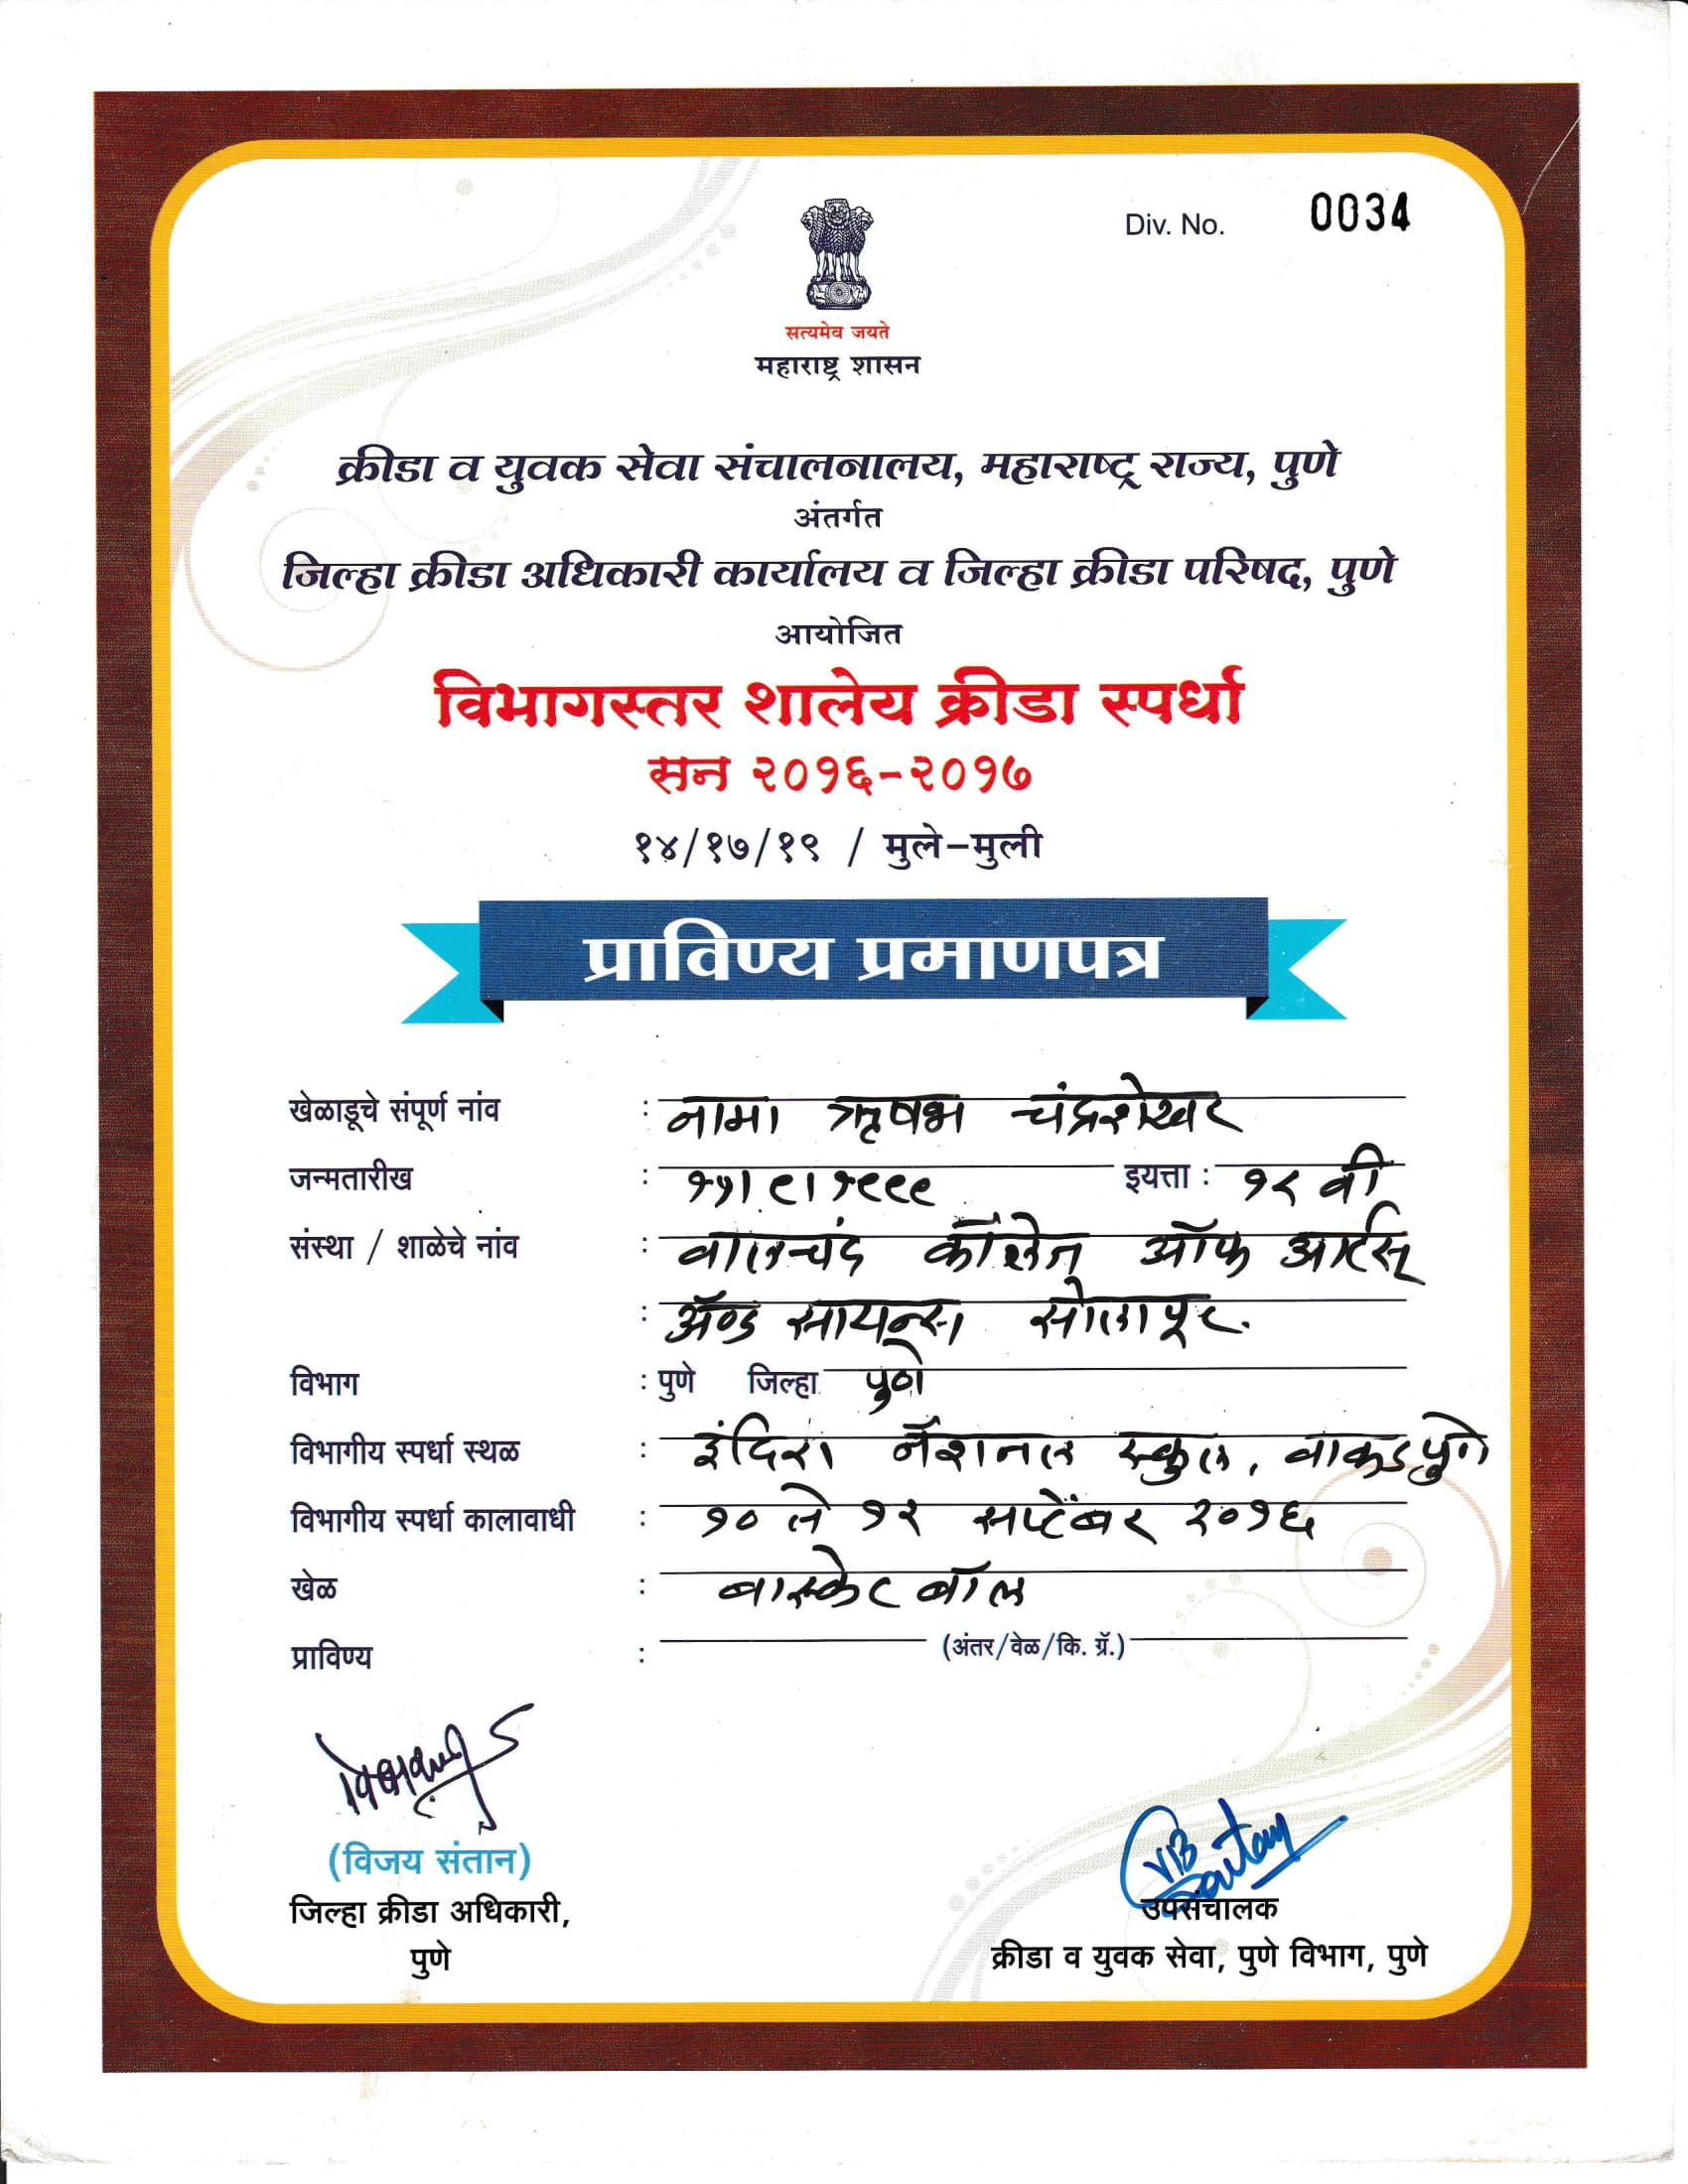 Div. No. 0034
सत्यमेव जयते
महाराष्ट्र शासन
क्रीडा व युवक सेवा संचालनालय, महाराष्ट्र राज्य, पुणे
अंतर्गत
जिल्हा क्रीडा अधिकारी कार्यालय व जिल्हा क्रीडा परिषद, पुणे
आयोजित
विभागस्तर शालेय क्रीडा स्पर्धा
सन २०१६-२०१७
१४/१७/१९ / मुले-मुली
प्राविण्य प्रमाणपत्र
खेळाडूचे संपूर्ण नांव : नामा ऋषभ चंद्रशेखर
जन्मतारीख : १५।९।१९९९ इयत्ता : १२ वी
संस्था / शाळेचे नांव : वालचंद कॉलेज ऑफ आर्टस्
: ॲण्ड सायन्स सोलापूर.
विभाग : पुणे जिल्हा पुणे
विभागीय स्पर्धा स्थळ : इंदिरा नॅशनल स्कुल, वाकड पुणे
विभागीय स्पर्धा कालावाधी : १० ते १२ सप्टेंबर २०१६
खेळ : बास्केटबॉल
प्राविण्य : (अंतर/वेळ/कि. ग्रॅ.)
(विजय संतान)
जिल्हा क्रीडा अधिकारी,
पुणे
उपसंचालक
क्रीडा व युवक सेवा, पुणे विभाग, पुणे